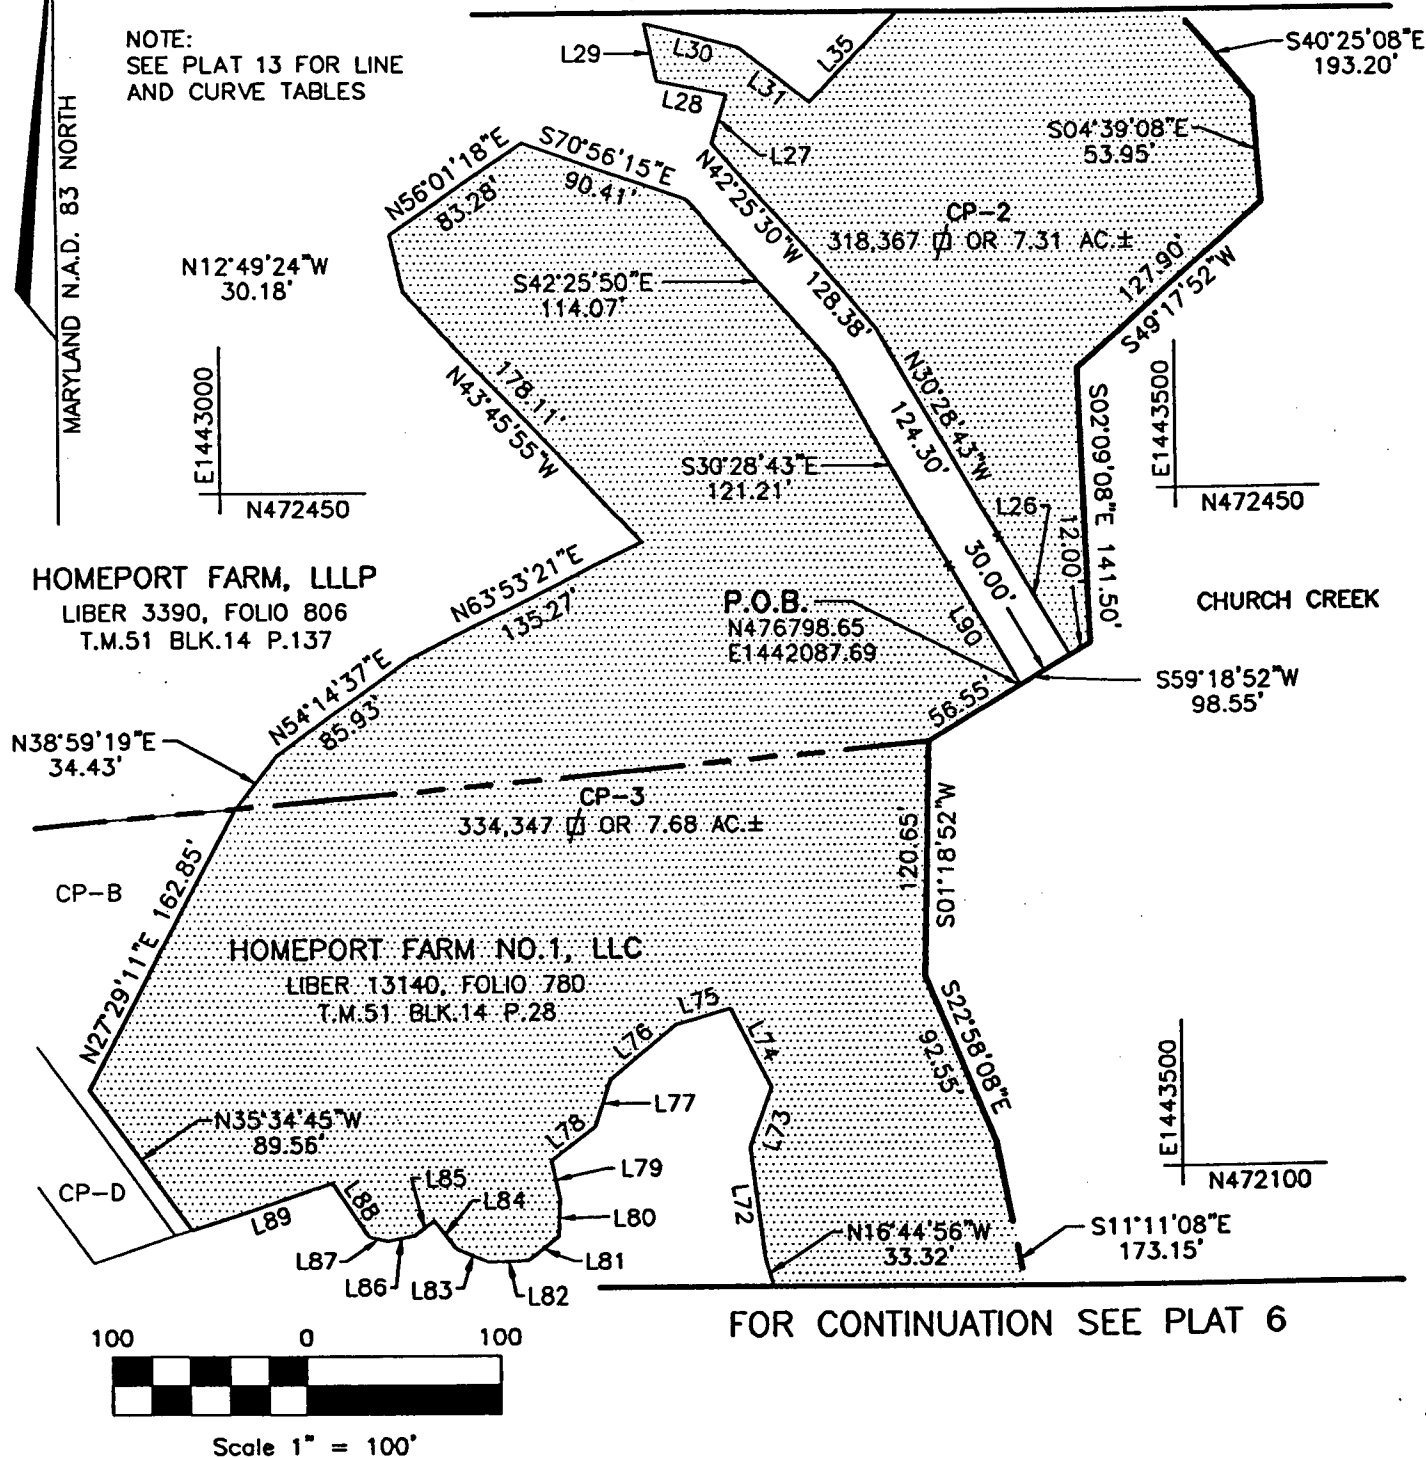 NOTE:
SEE PLAT 13 FOR LINE
AND CURVE TABLES
MARYLAND N.A.D. 83 NORTH
L29
L30
L31
L35
L28
L27
S40°25'08"E
193.20'
S04°39'08"E
53.95'
N56°01'18"E
83.28'
S70°56'15"E
90.41'
N42°25'30"W
128.38'
CP-2
318,367 OR 7.31 AC.±
127.90'
S49°17'52"W
N12°49'24"W
30.18'
S42°25'50"E
114.07'
178.11'
N43°45'55"W
N30°28'43"W
124.30'
S02°09'08"E 141.50'
E1443000
N472450
E1443500
N472450
S30°28'43"E
121.21'
L26
12.00'
30.00'
L90
HOMEPORT FARM, LLLP
LIBER 3390, FOLIO 806
T.M.51 BLK.14 P.137
N63°53'21"E
135.27'
P.O.B.
N476798.65
E1442087.69
CHURCH CREEK
S59°18'52"W
98.55'
56.55'
N54°14'37"E
85.93'
N38°59'19"E
34.43'
CP-3
334,347 OR 7.68 AC.±
120.65'
S01°18'52"W
CP-B
N27°29'11"E 162.85'
HOMEPORT FARM NO.1, LLC
LIBER 13140, FOLIO 780
T.M.51 BLK.14 P.28
S22°58'08"E
92.55'
L75
L76
L74
L77
L73
L78
N35°34'45"W
89.56'
L79
L85
L84
L80
L72
CP-D
L88
L89
L87
L86
L83
L82
L81
E1443500
N472100
N16°44'56"W
33.32'
S11°11'08"E
173.15'
FOR CONTINUATION SEE PLAT 6
100 0 100
Scale 1" = 100'